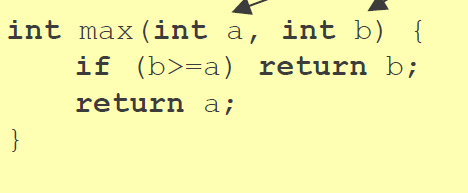 int max(int a, int b) {
    if (b>=a) return b;
    return a;
}